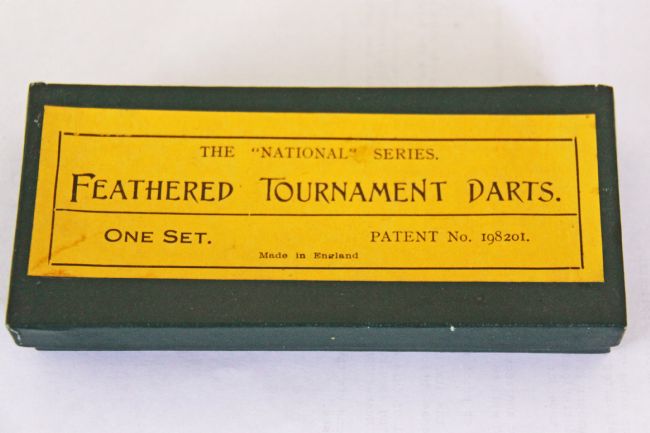 THE "NATIONAL" SERIES.
FEATHERED TOURNAMENT DARTS.
ONE SET. PATENT No. 198201.
Made in England